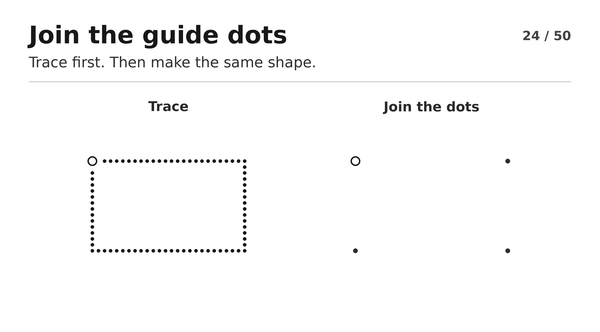 Join the guide dots
24 / 50
Trace first. Then make the same shape.
Trace
Join the dots